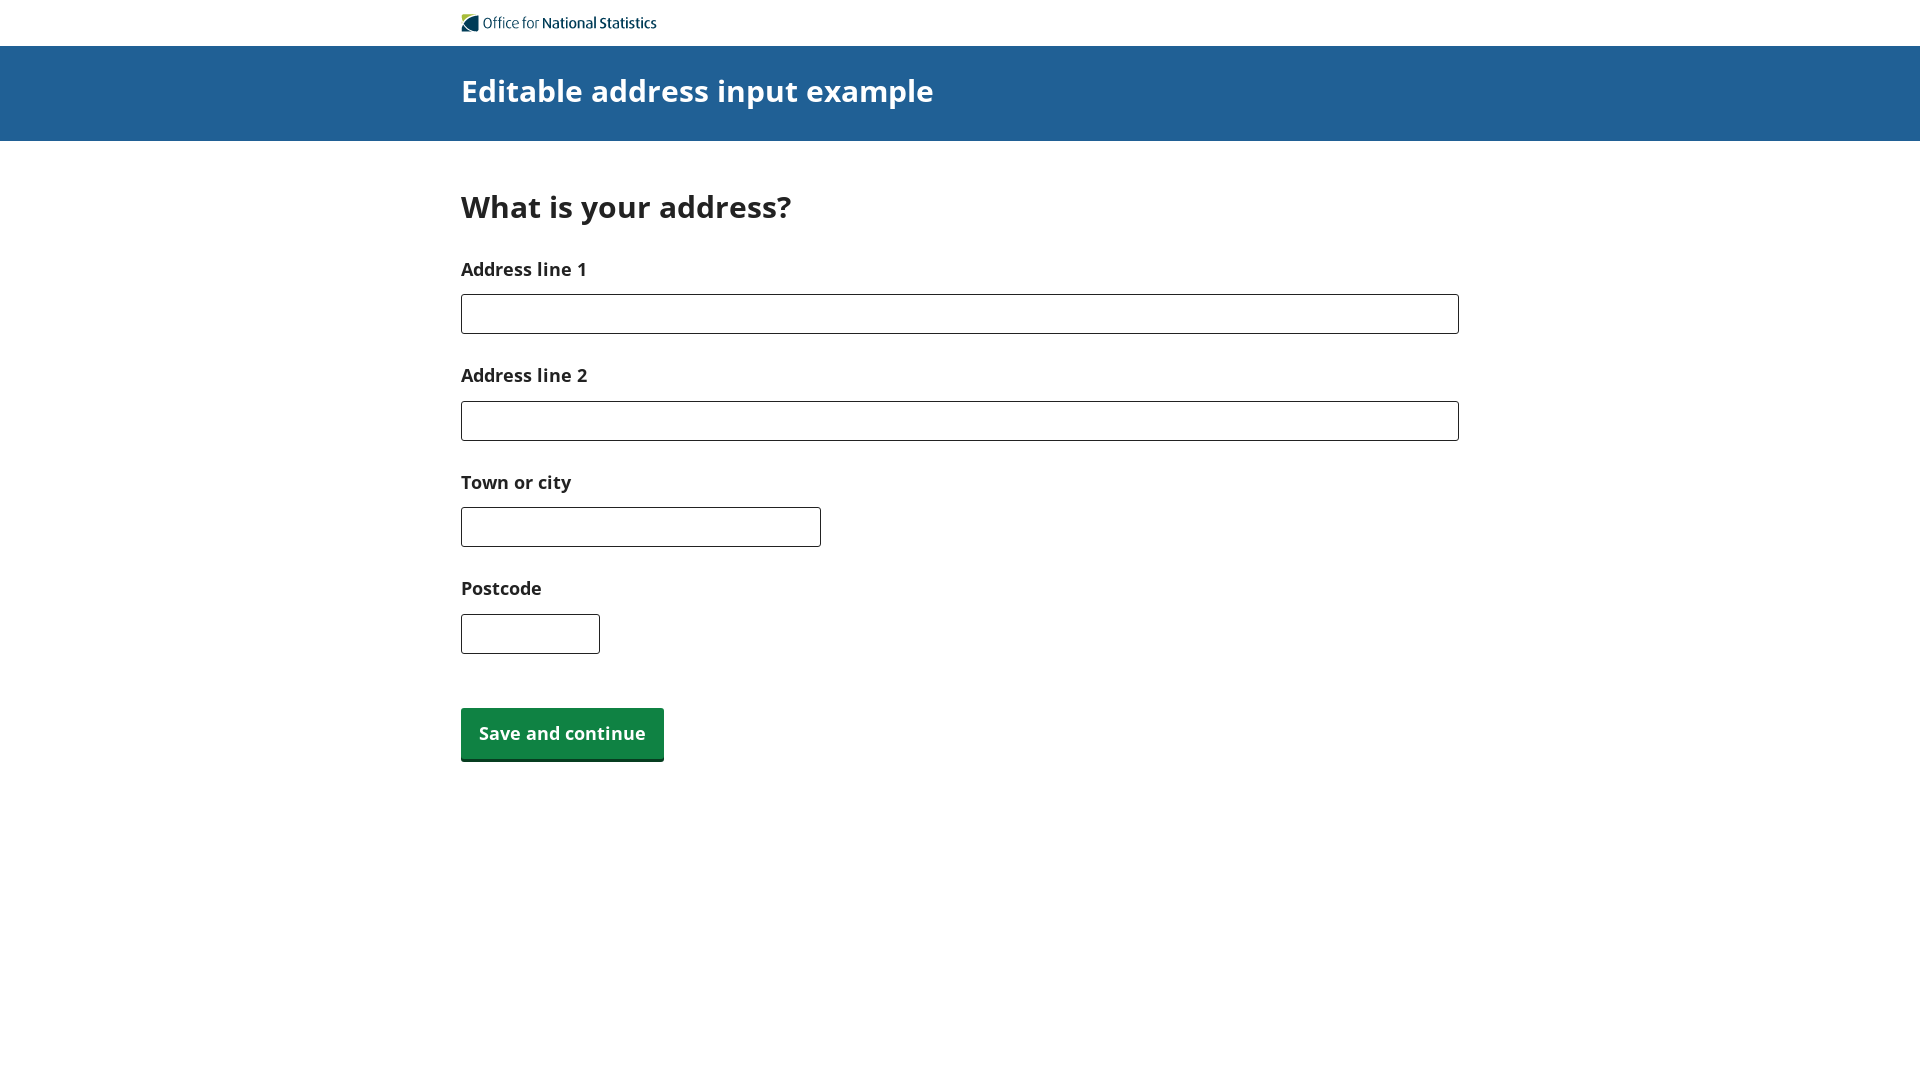 Office for National Statistics
Editable address input example
What is your address?
Address line 1
Address line 2
Town or city
Postcode
Save and continue